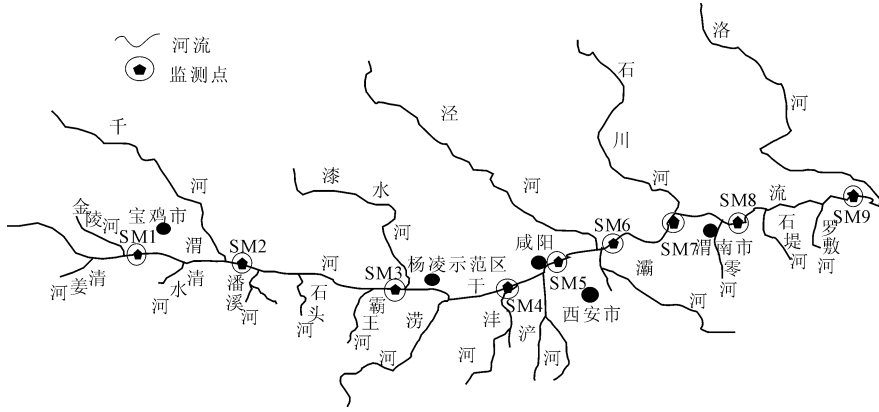 河流
监测点
千河
金陵河
宝鸡市
SM1
渭河干流
清姜河
清水河
SM2
潘溪河
石头河
漆水河
SM3
杨凌示范区
霸王河
涝河
SM4
沣河
咸阳
SM5
浐河
西安市
泾河
SM6
灞河
石川河
SM7
渭南市
零河
SM8
洛河
石堤河
罗敷河
SM9